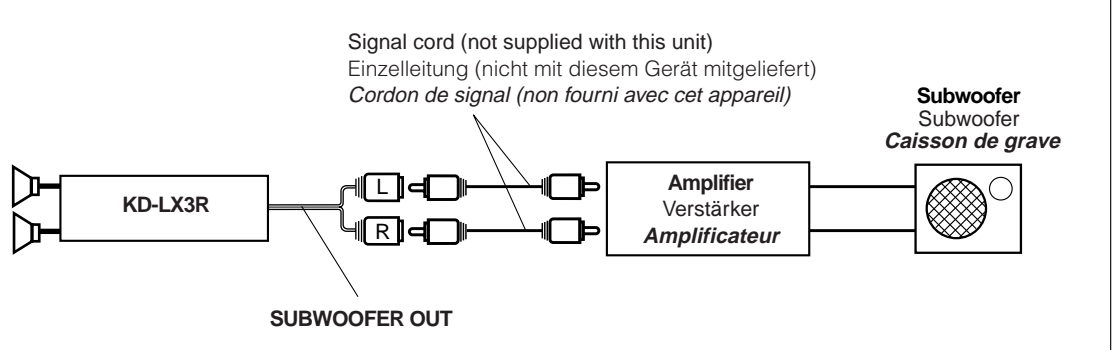 Signal cord (not supplied with this unit)
Einzelleitung (nicht mit diesem Gerät mitgeliefert)
Cordon de signal (non fourni avec cet appareil)
Subwoofer
Subwoofer
Caisson de grave
KD-LX3R
L
R
Amplifier
Verstärker
Amplificateur
SUBWOOFER OUT